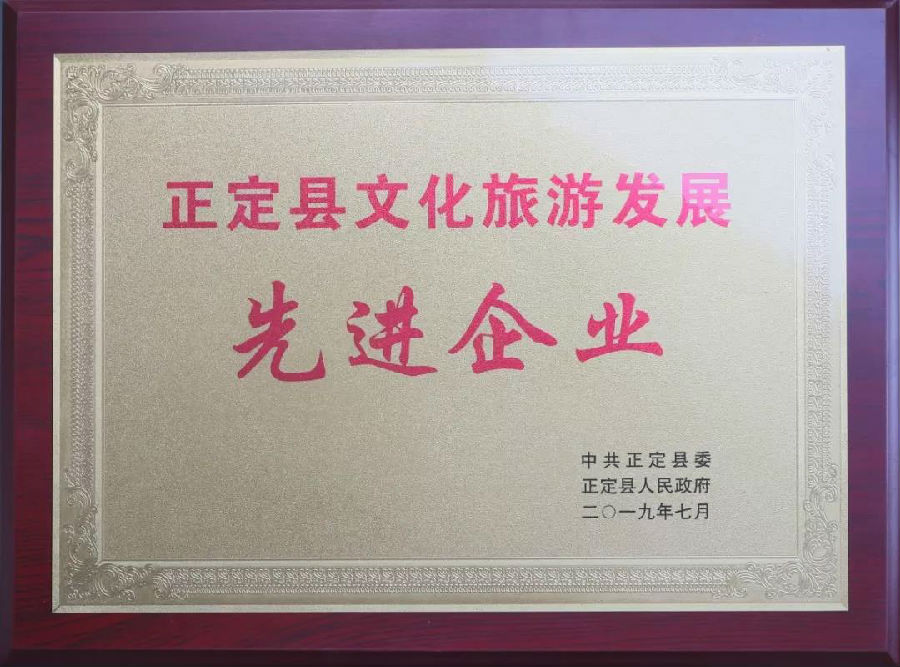 正定县文化旅游发展
先进企业
中共正定县委
正定县人民政府
二〇一九年七月